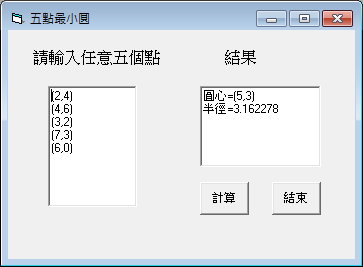 五點最小圓
請輸入任意五個點
結果
(2,4)
(4,6)
(3,2)
(7,3)
(6,0)
圓心=(5,3)
半徑=3.162278
計算
結束